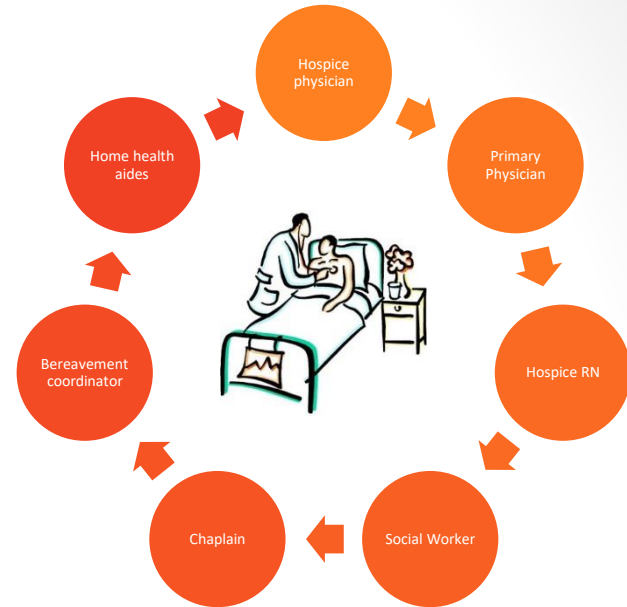 Hospice
physician
Primary
Physician
Hospice RN
Social Worker
Chaplain
Bereavement
coordinator
Home health
aides